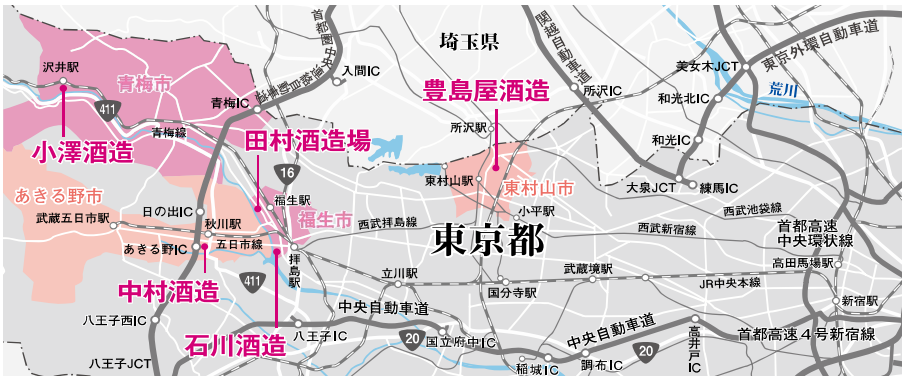 埼玉県
首都圏中央連絡自動車道
関越自動車道
東京外環自動車道
美女木JCT
荒川
沢井駅
青梅市
入間IC
411
青梅IC
所沢IC
和光北IC
豊島屋酒造
青梅線
田村酒造場
所沢駅
和光IC
小澤酒造
16
東村山駅
東村山市
大泉JCT
練馬IC
あきる野市
福生駅
日の出IC
福生市
小平駅
西武池袋線
武蔵五日市駅
秋川駅
西武拝島線
西武新宿線
首都高速
中央環状線
五日市線
東京都
あきる野IC
拝島駅
高田馬場駅
立川駅
武蔵境駅
411
国分寺駅
JR中央本線
中村酒造
新宿駅
八王子西IC
中央自動車道
石川酒造
八王子IC
20
国立府中IC
中央自動車道
高井戸IC
首都高速4号新宿線
20
八王子JCT
稲城IC
調布IC